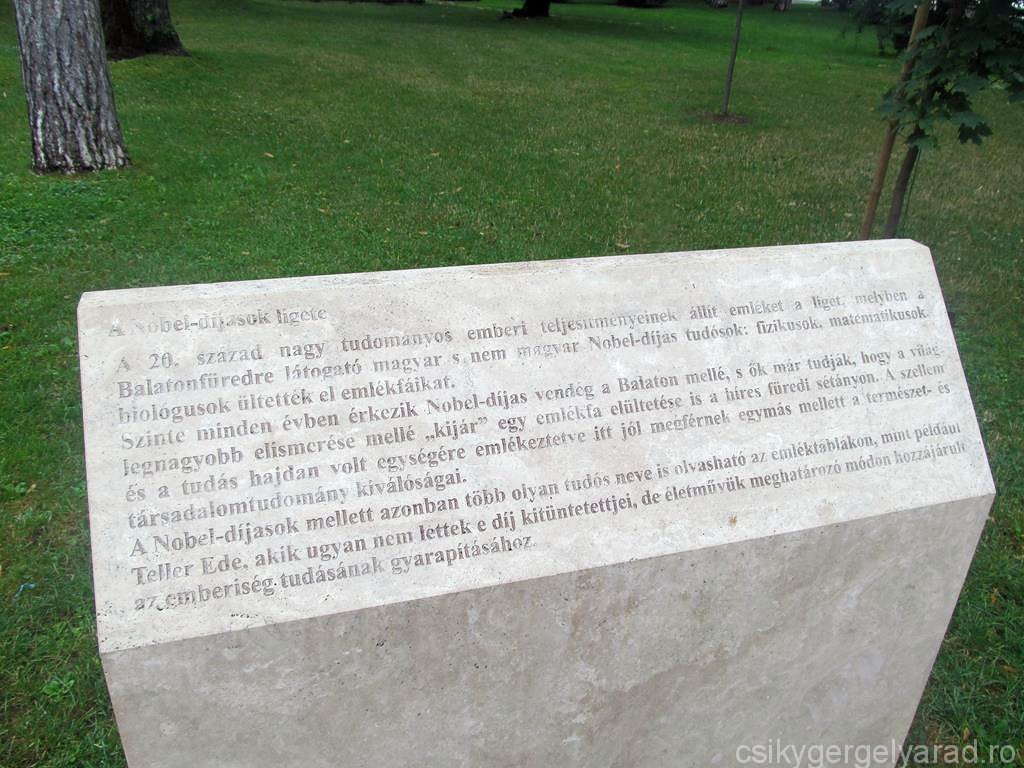 A Nobel-díjasok ligete
A 20. század nagy tudományos emberi teljesítményeinek állít emléket a liget, melyben a
Balatonfüredre látogató magyar s nem magyar Nobel-díjas tudósok: fizikusok, matematikusok,
biologusok ültették el emlékfáikat.
Szinte minden évben érkezik Nobel-díjas vendég a Balaton mellé, s ők már tudják, hogy a világ
legnagyobb elismerése mellé „kijár” egy emlékfa elültetése is a híres füredi sétányon. A szellem
és a tudás hajdan volt egységére emlékeztetve itt jól megférnek egymás mellett a természet- és
társadalomtudomány kiválóságai.
A Nobel-díjasok mellett azonban több olyan tudós neve is olvasható az emléktáblákon, mint például
Teller Ede, akik ugyan nem lettek e díj kitüntetettjei, de életművük meghatározó módon hozzájárult
az emberiség tudásának gyarapításához.
csikygergelyarad.ro